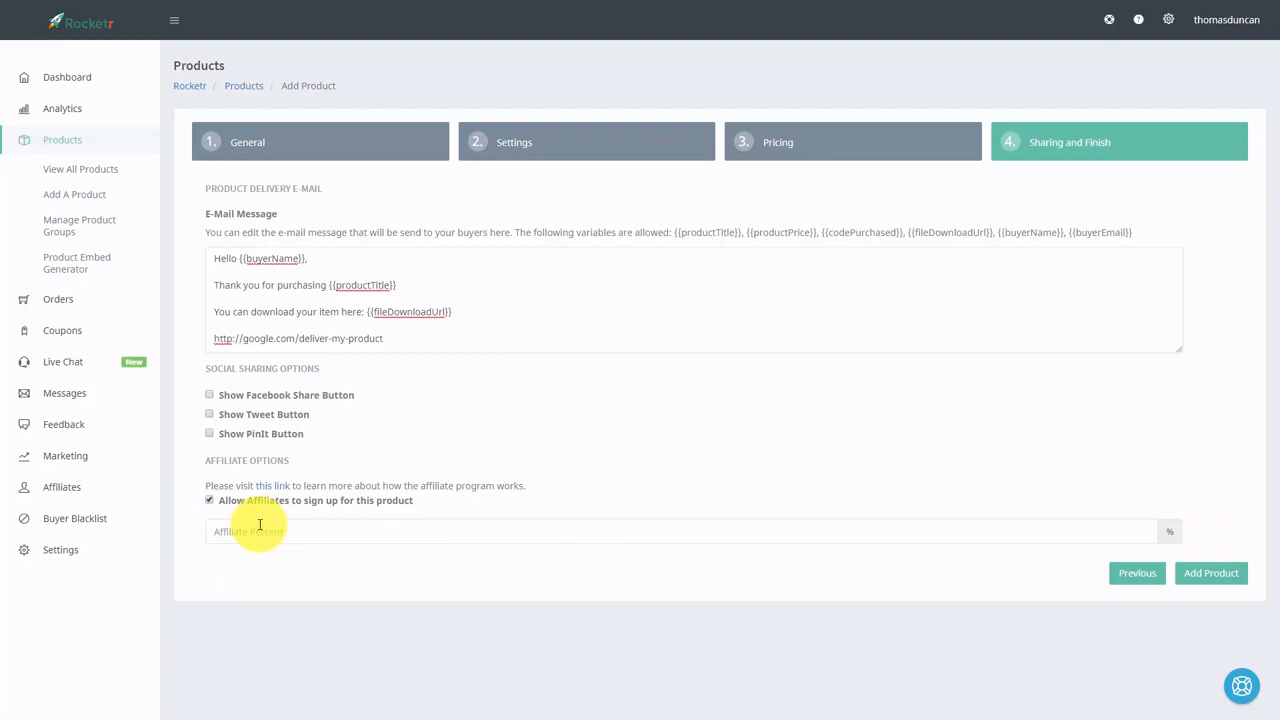 Rocketr
thomasduncan
Dashboard
Analytics
Products
View All Products
Add A Product
Manage Product
Groups
Product Embed
Generator
Orders
Coupons
Live Chat New
Messages
Feedback
Marketing
Affiliates
Buyer Blacklist
Settings
Products
Rocketr / Products / Add Product
1. General
2. Settings
3. Pricing
4. Sharing and Finish
PRODUCT DELIVERY E-MAIL
E-Mail Message
You can edit the e-mail message that will be send to your buyers here. The following variables are allowed: {{productTitle}}, {{productPrice}}, {{codePurchased}}, {{fileDownloadUrl}}, {{buyerName}}, {{buyerEmail}}
Hello {{buyerName}},
Thank you for purchasing {{productTitle}}
You can download your item here: {{fileDownloadUrl}}
http://google.com/deliver-my-product
SOCIAL SHARING OPTIONS
Show Facebook Share Button
Show Tweet Button
Show PinIt Button
AFFILIATE OPTIONS
Please visit this link to learn more about how the affiliate program works.
Allow Affiliates to sign up for this product
Affiliate Percent
%
Previous
Add Product